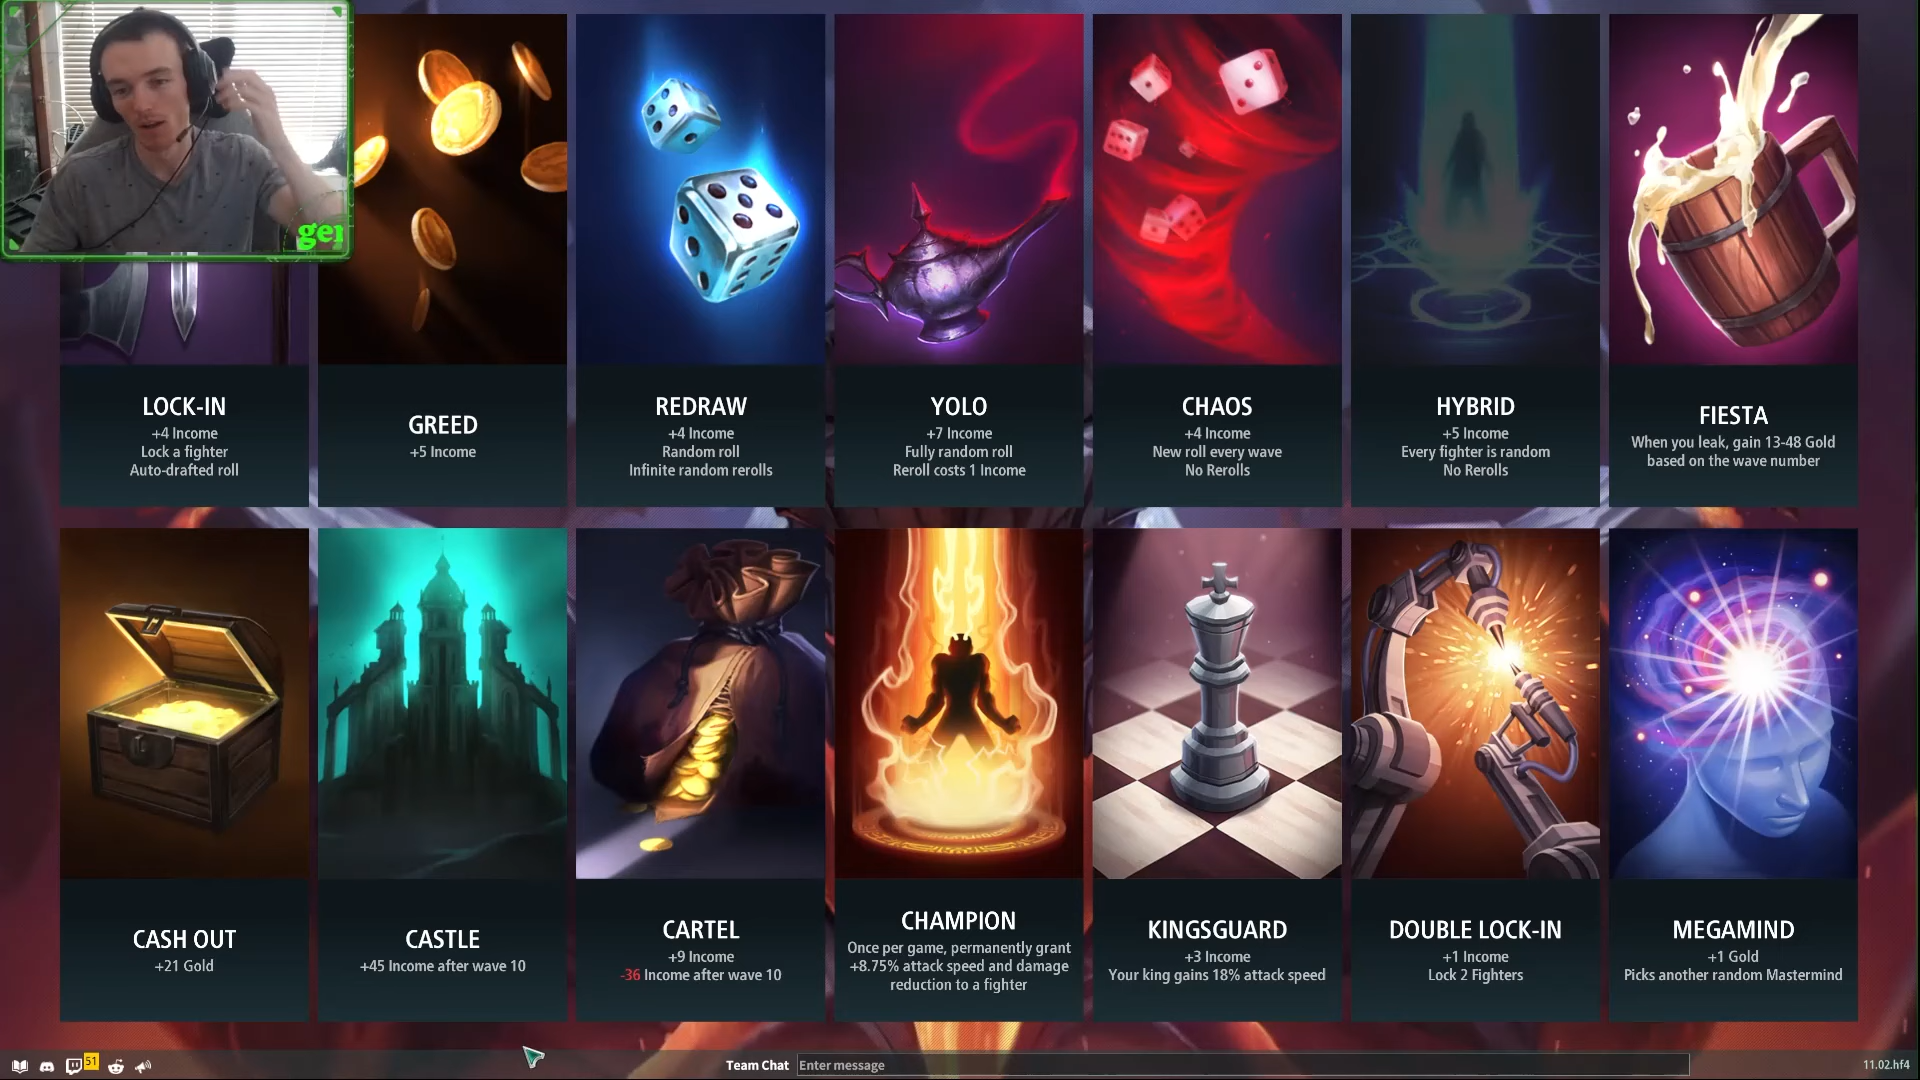 ger
LOCK-IN
+4 Income
Lock a fighter
Auto-drafted roll
GREED
+5 Income
REDRAW
+4 Income
Random roll
Infinite random rerolls
YOLO
+7 Income
Fully random roll
Reroll costs 1 Income
CHAOS
+4 Income
New roll every wave
No Rerolls
HYBRID
+5 Income
Every fighter is random
No Rerolls
FIESTA
When you leak, gain 13-48 Gold
based on the wave number
CASH OUT
+21 Gold
CASTLE
+45 Income after wave 10
CARTEL
+9 Income
-36 Income after wave 10
CHAMPION
Once per game, permanently grant
+8.75% attack speed and damage
reduction to a fighter
KINGSGUARD
+3 Income
Your king gains 18% attack speed
DOUBLE LOCK-IN
+1 Income
Lock 2 Fighters
MEGAMIND
+1 Gold
Picks another random Mastermind
51
Team Chat
Enter message
11.02.hf4